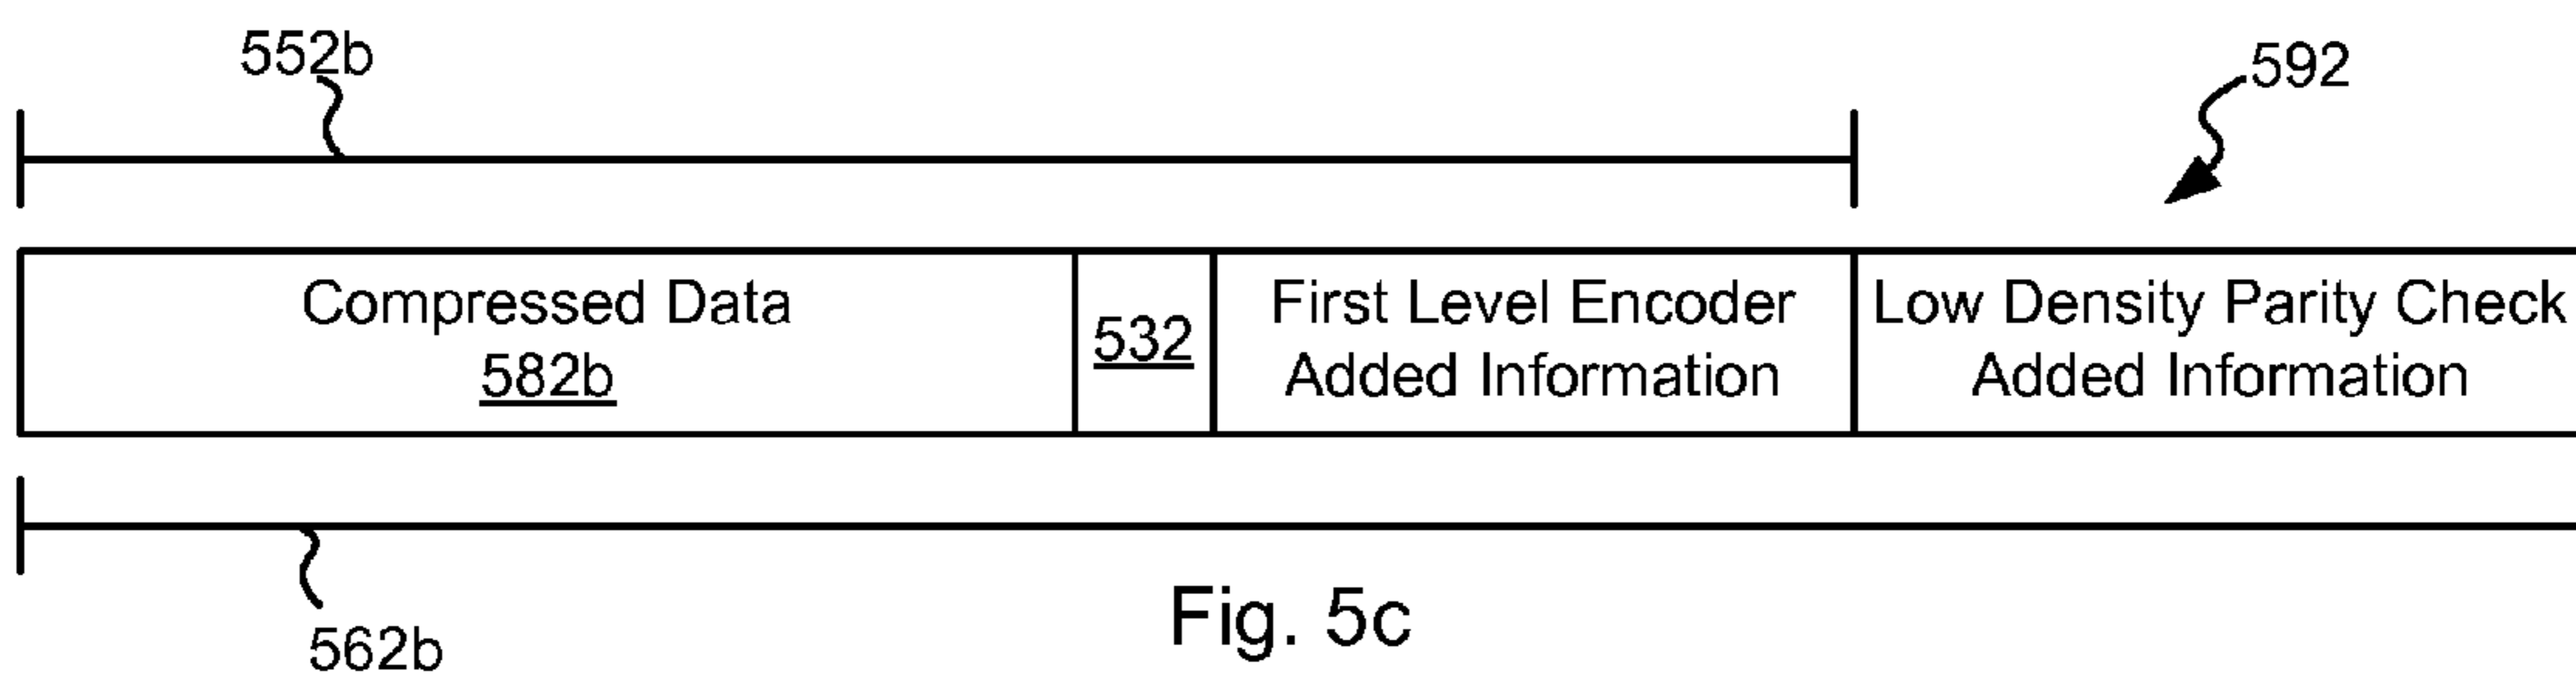 552b
592
Compressed Data
582b
532
First Level Encoder
Added Information
Low Density Parity Check
Added Information
562b
Fig. 5c